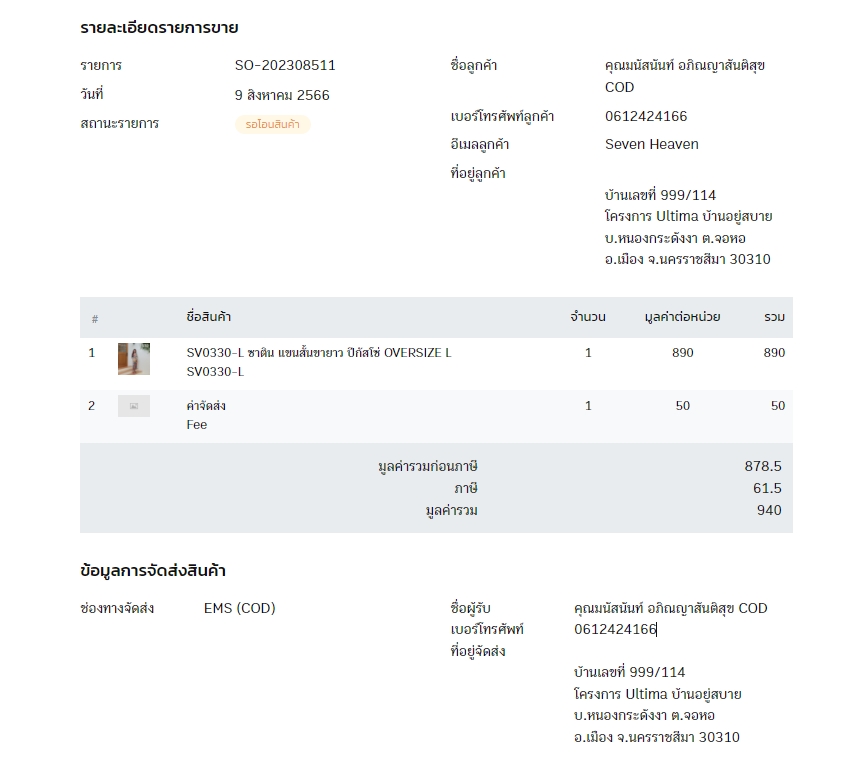 รายละเอียดรายการขาย
รายการ SO-202308511
วันที่ 9 สิงหาคม 2566
สถานะรายการ รอโอนสินค้า
ชื่อลูกค้า คุณมนัสนันท์ อภิณญาสันติสุข
COD
เบอร์โทรศัพท์ลูกค้า 0612424166
อีเมลลูกค้า Seven Heaven
ที่อยู่ลูกค้า
บ้านเลขที่ 999/114
โครงการ Ultima บ้านอยู่สบาย
บ.หนองกระดังงา ต.จอหอ
อ.เมือง จ.นครราชสีมา 30310
# ชื่อสินค้า จำนวน มูลค่าต่อหน่วย รวม
1 SV0330-L ซาติน แขนสั้นขายาว ปิกัสโซ่ OVERSIZE L 1 890 890
SV0330-L
2 ค่าจัดส่ง 1 50 50
Fee
มูลค่ารวมก่อนภาษี 878.5
ภาษี 61.5
มูลค่ารวม 940
ข้อมูลการจัดส่งสินค้า
ช่องทางจัดส่ง EMS (COD)
ชื่อผู้รับ คุณมนัสนันท์ อภิณญาสันติสุข COD
เบอร์โทรศัพท์ 0612424166
ที่อยู่จัดส่ง
บ้านเลขที่ 999/114
โครงการ Ultima บ้านอยู่สบาย
บ.หนองกระดังงา ต.จอหอ
อ.เมือง จ.นครราชสีมา 30310